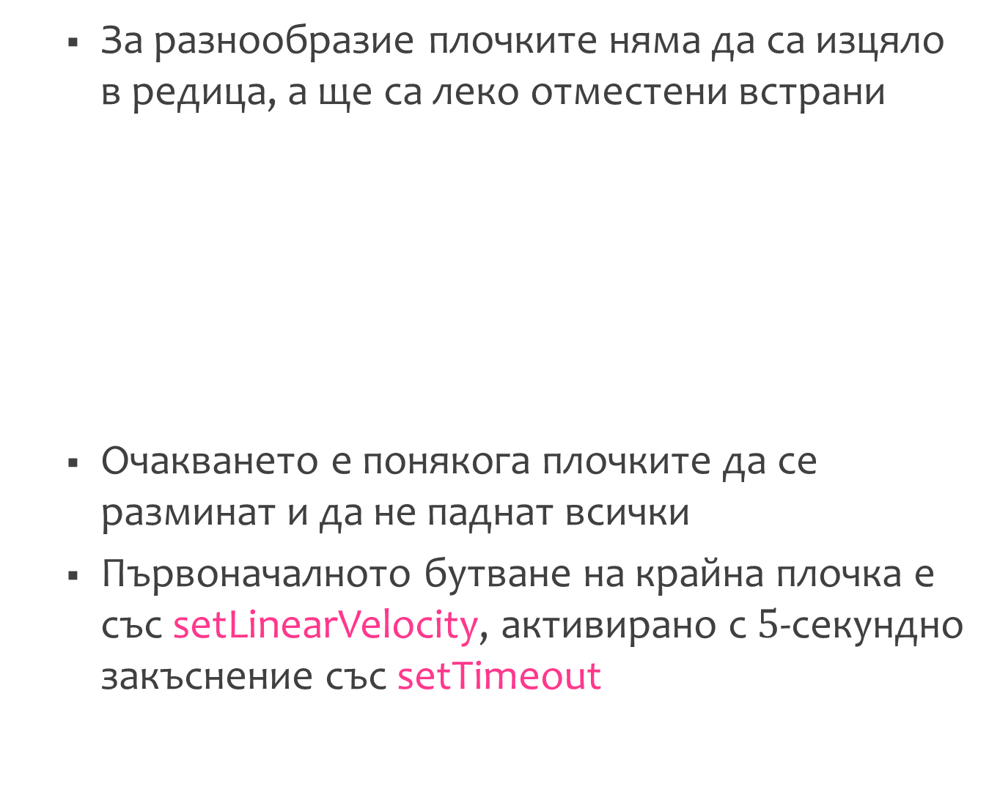 ▪ За разнообразие плочките няма да са изцяло
в редица, а ще са леко отместени встрани
▪ Очакването е понякога плочките да се
разминат и да не паднат всички
▪ Първоначалното бутване на крайна плочка е
със setLinearVelocity, активирано с 5-секундно
закъснение със setTimeout